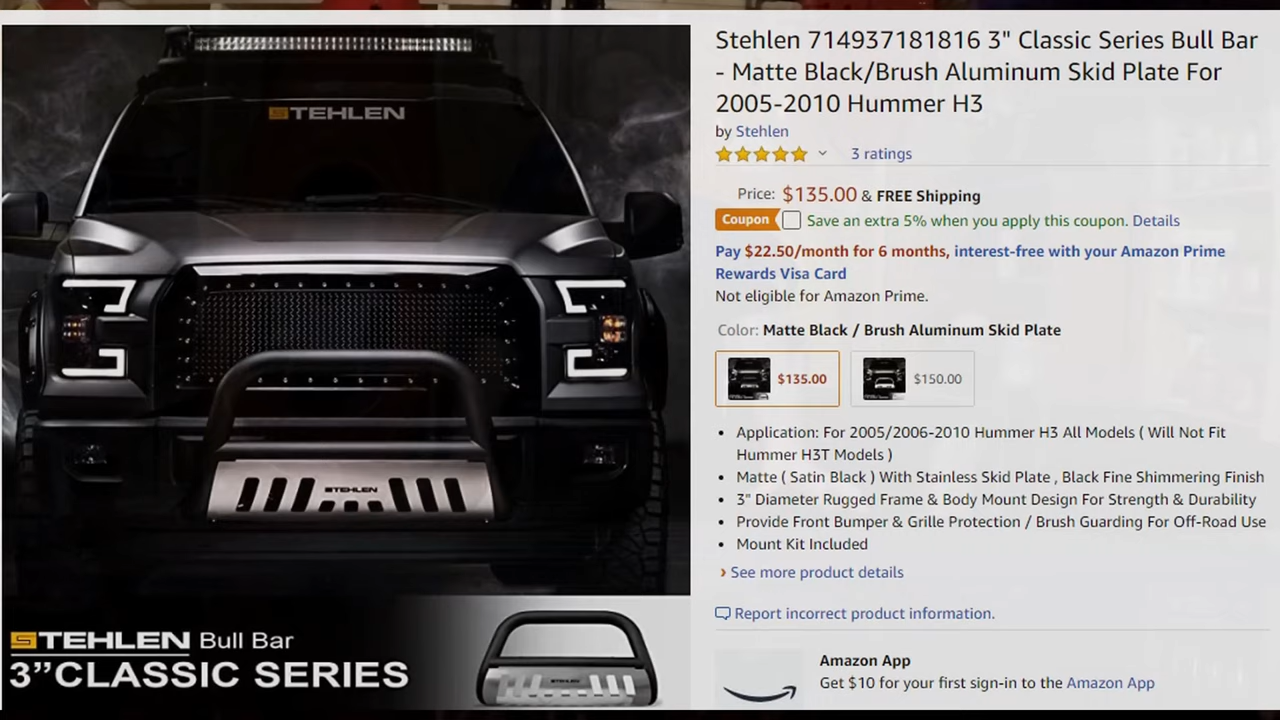 STEHLEN
STEHLEN
STEHLEN Bull Bar
3”CLASSIC SERIES
STEHLEN
Stehlen 714937181816 3" Classic Series Bull Bar
- Matte Black/Brush Aluminum Skid Plate For
2005-2010 Hummer H3
by Stehlen
3 ratings
Price: $135.00 & FREE Shipping
Coupon Save an extra 5% when you apply this coupon. Details
Pay $22.50/month for 6 months, interest-free with your Amazon Prime
Rewards Visa Card
Not eligible for Amazon Prime.
Color: Matte Black / Brush Aluminum Skid Plate
$135.00 $150.00
• Application: For 2005/2006-2010 Hummer H3 All Models ( Will Not Fit
Hummer H3T Models )
• Matte ( Satin Black ) With Stainless Skid Plate , Black Fine Shimmering Finish
• 3" Diameter Rugged Frame & Body Mount Design For Strength & Durability
• Provide Front Bumper & Grille Protection / Brush Guarding For Off-Road Use
• Mount Kit Included
› See more product details
Report incorrect product information.
Amazon App
Get $10 for your first sign-in to the Amazon App